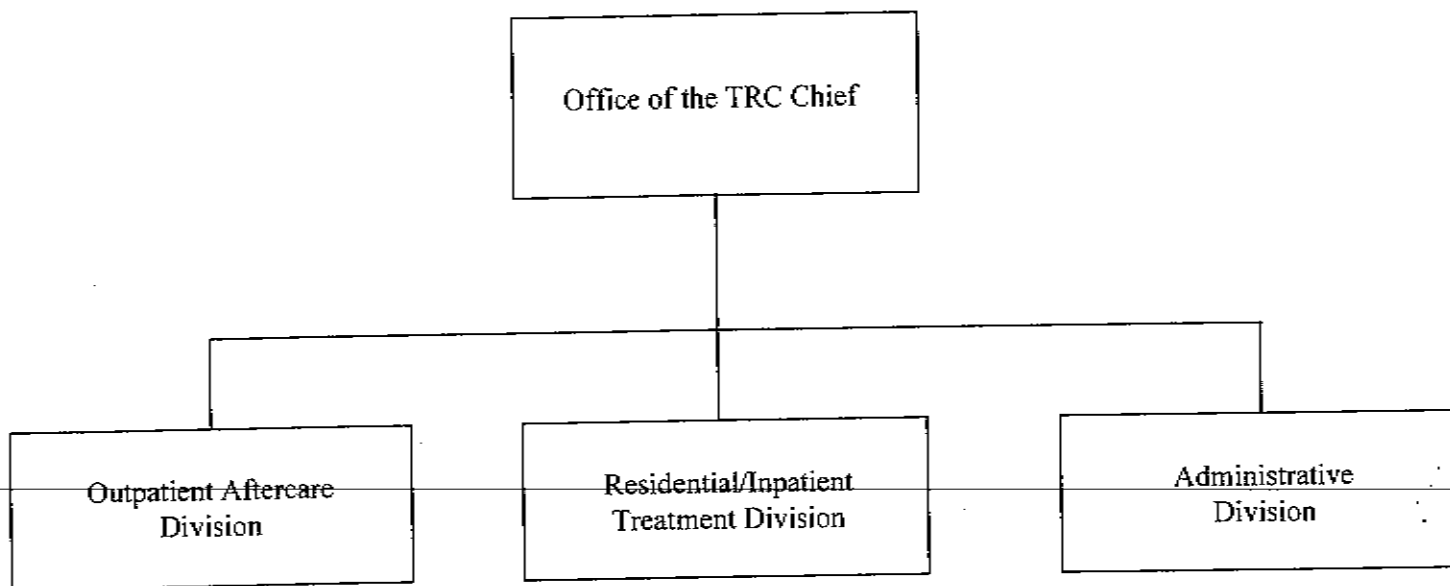 Office of the TRC Chief
Outpatient Aftercare
Division
Residential/Inpatient
Treatment Division
Administrative
Division